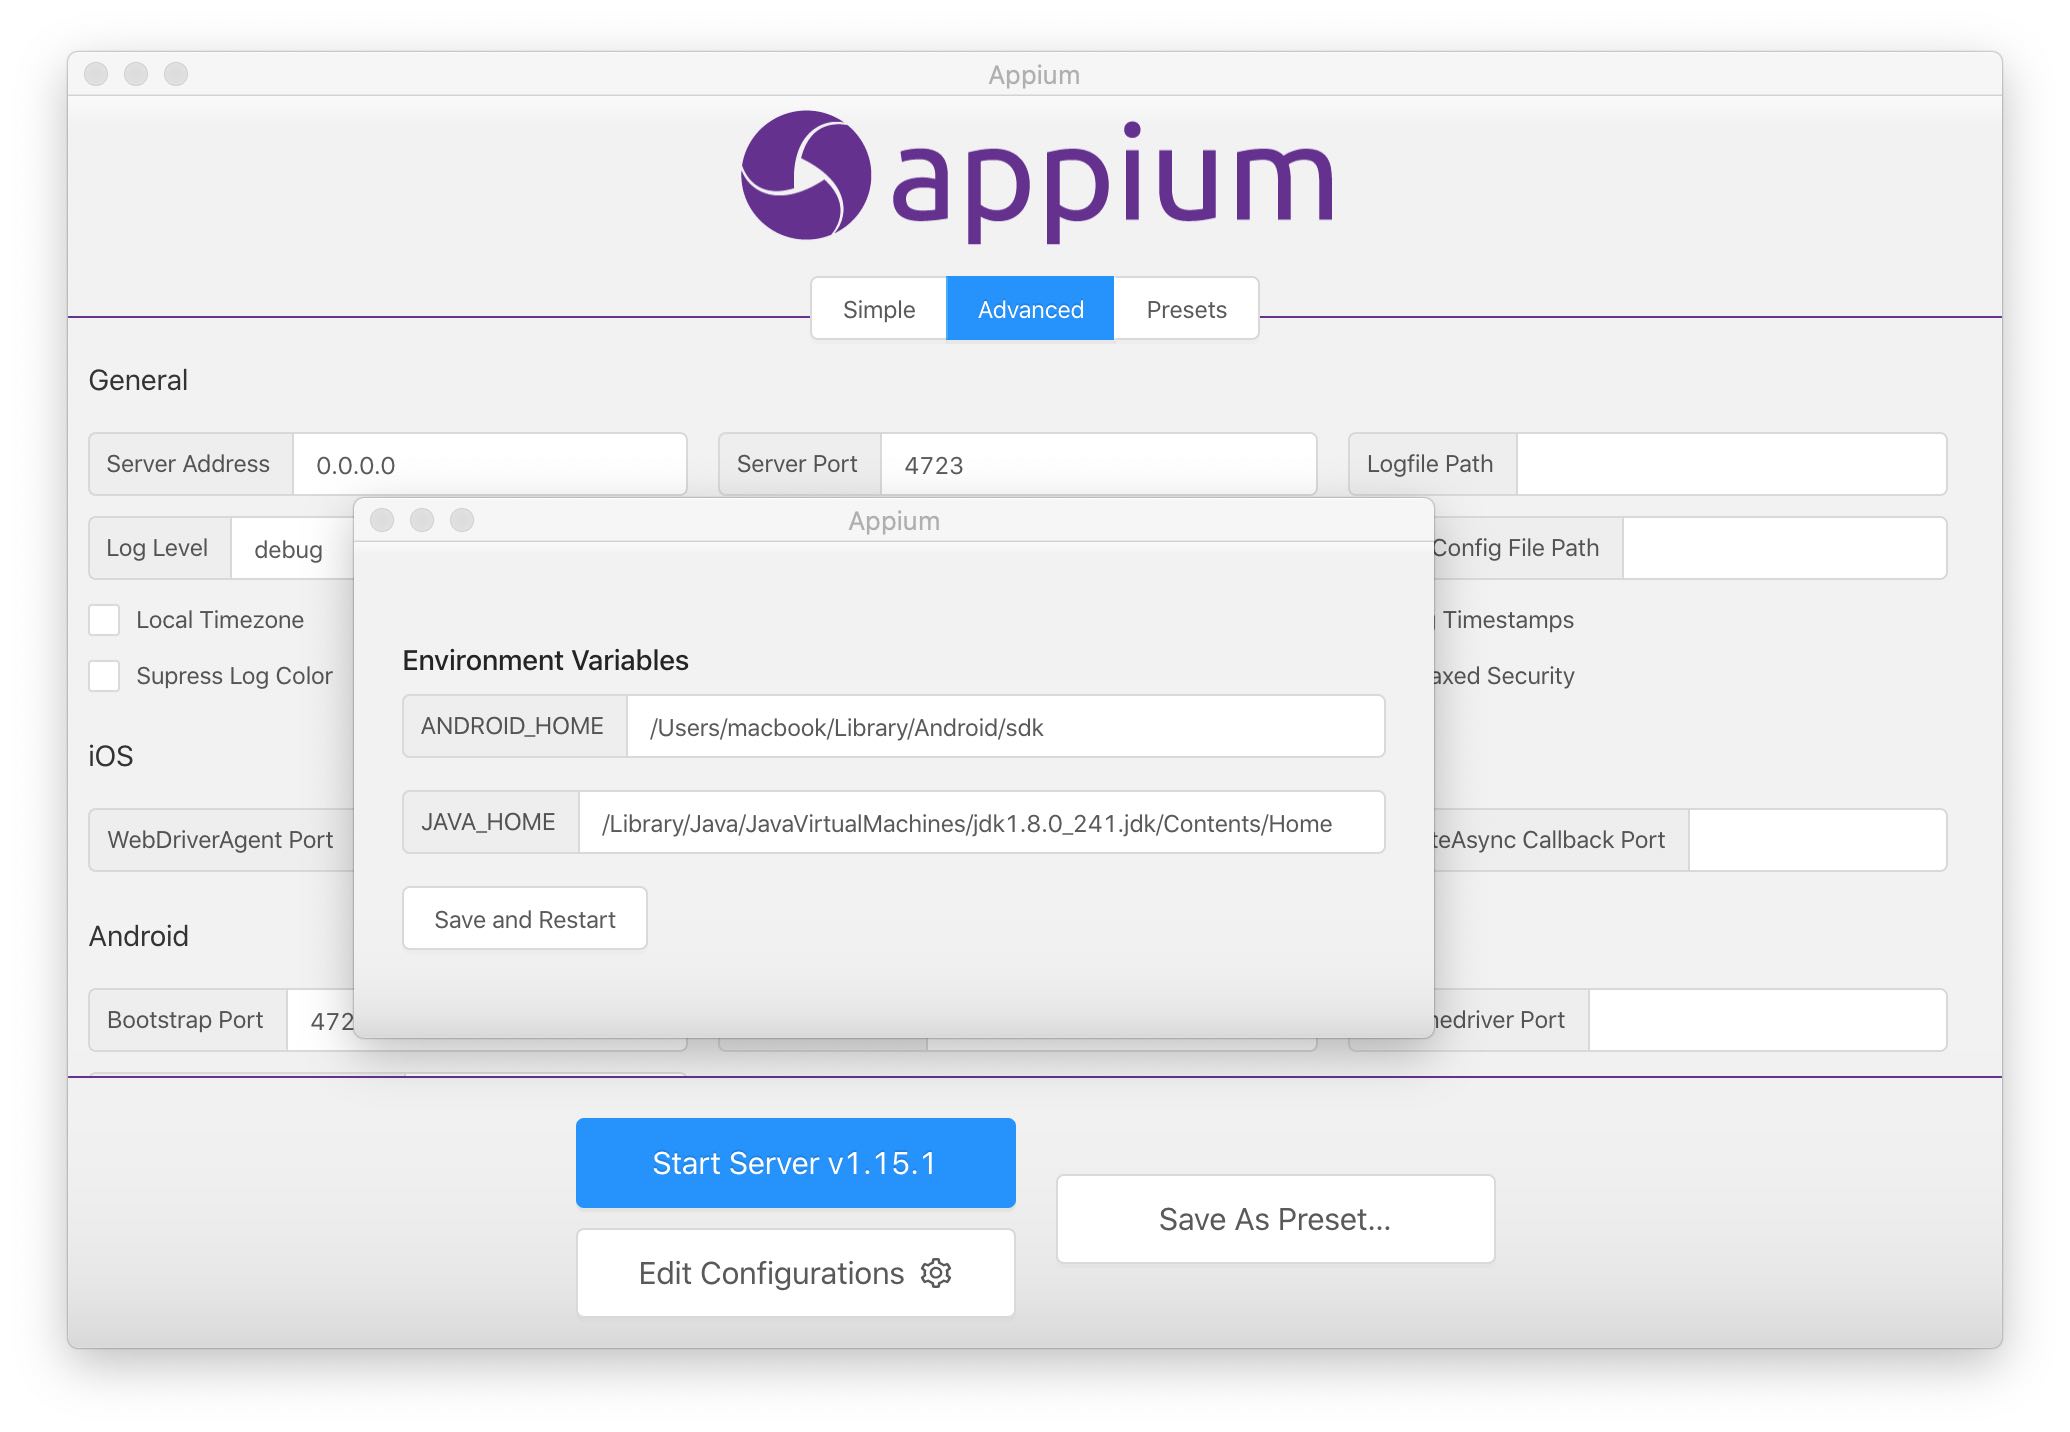 Appium
appium
Simple Advanced Presets
General
Server Address 0.0.0.0 Server Port 4723 Logfile Path
Log Level debug Config File Path
Local Timezone Timestamps
Supress Log Color Security
iOS
WebDriverAgent Port Callback Port
Android
Bootstrap Port 472 Port
Appium
Environment Variables
ANDROID_HOME /Users/macbook/Library/Android/sdk
JAVA_HOME /Library/Java/JavaVirtualMachines/jdk1.8.0_241.jdk/Contents/Home
Save and Restart
Start Server v1.15.1
Save As Preset...
Edit Configurations